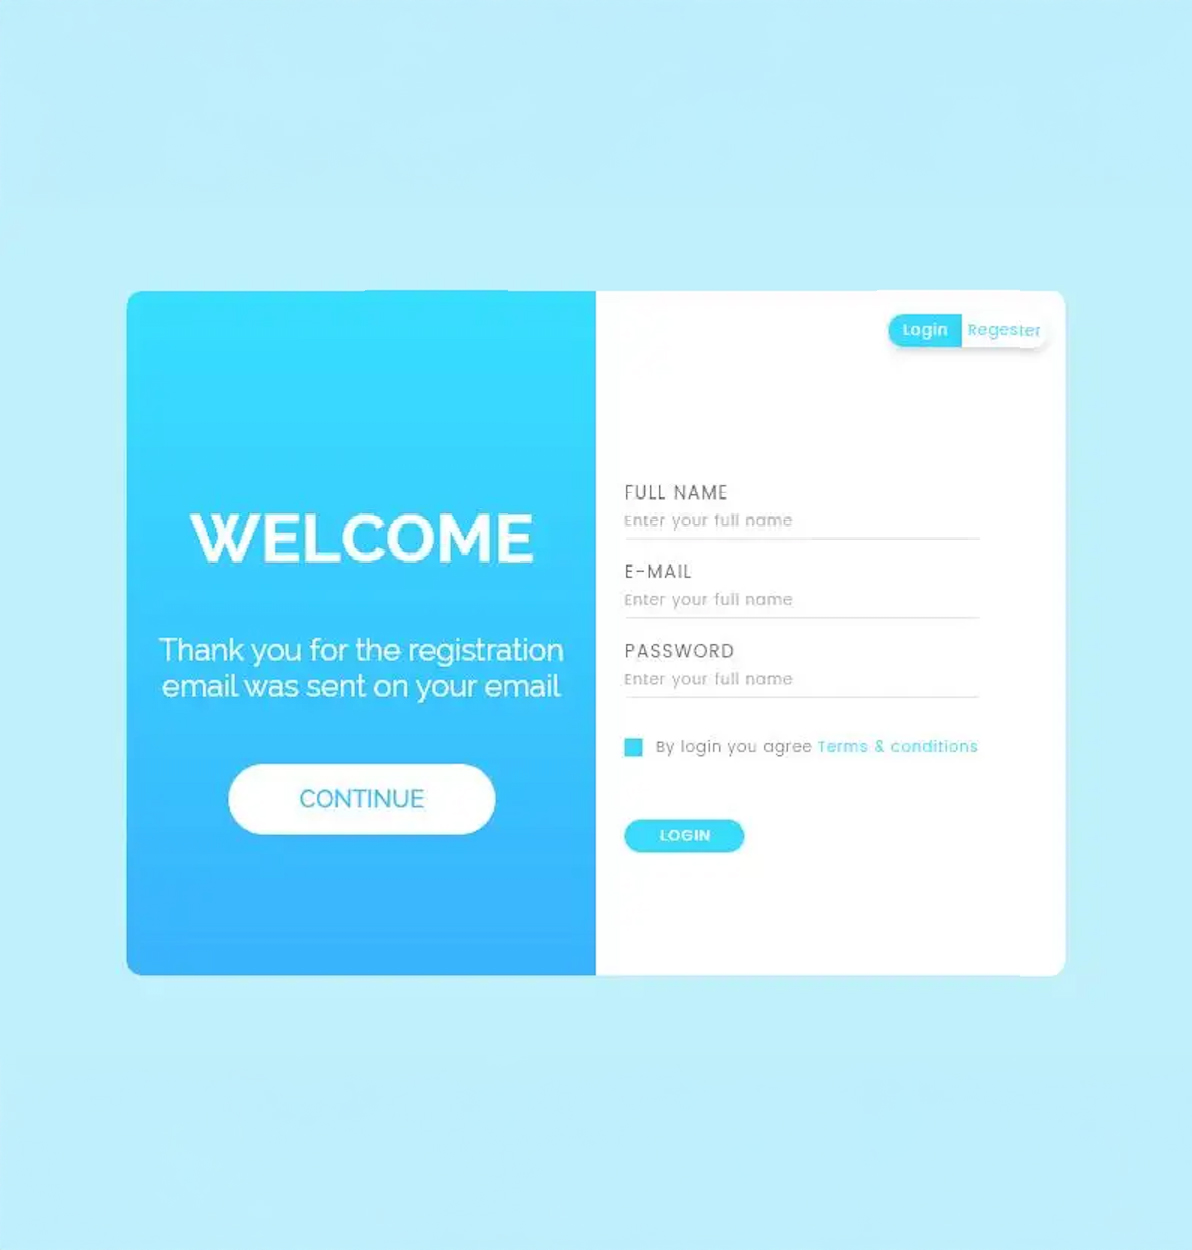 WELCOME
Thank you for the registration
email was sent on your email
CONTINUE
Login Regester
FULL NAME
Enter your full name
E-MAIL
Enter your full name
PASSWORD
Enter your full name
By login you agree Terms & conditions
LOGIN